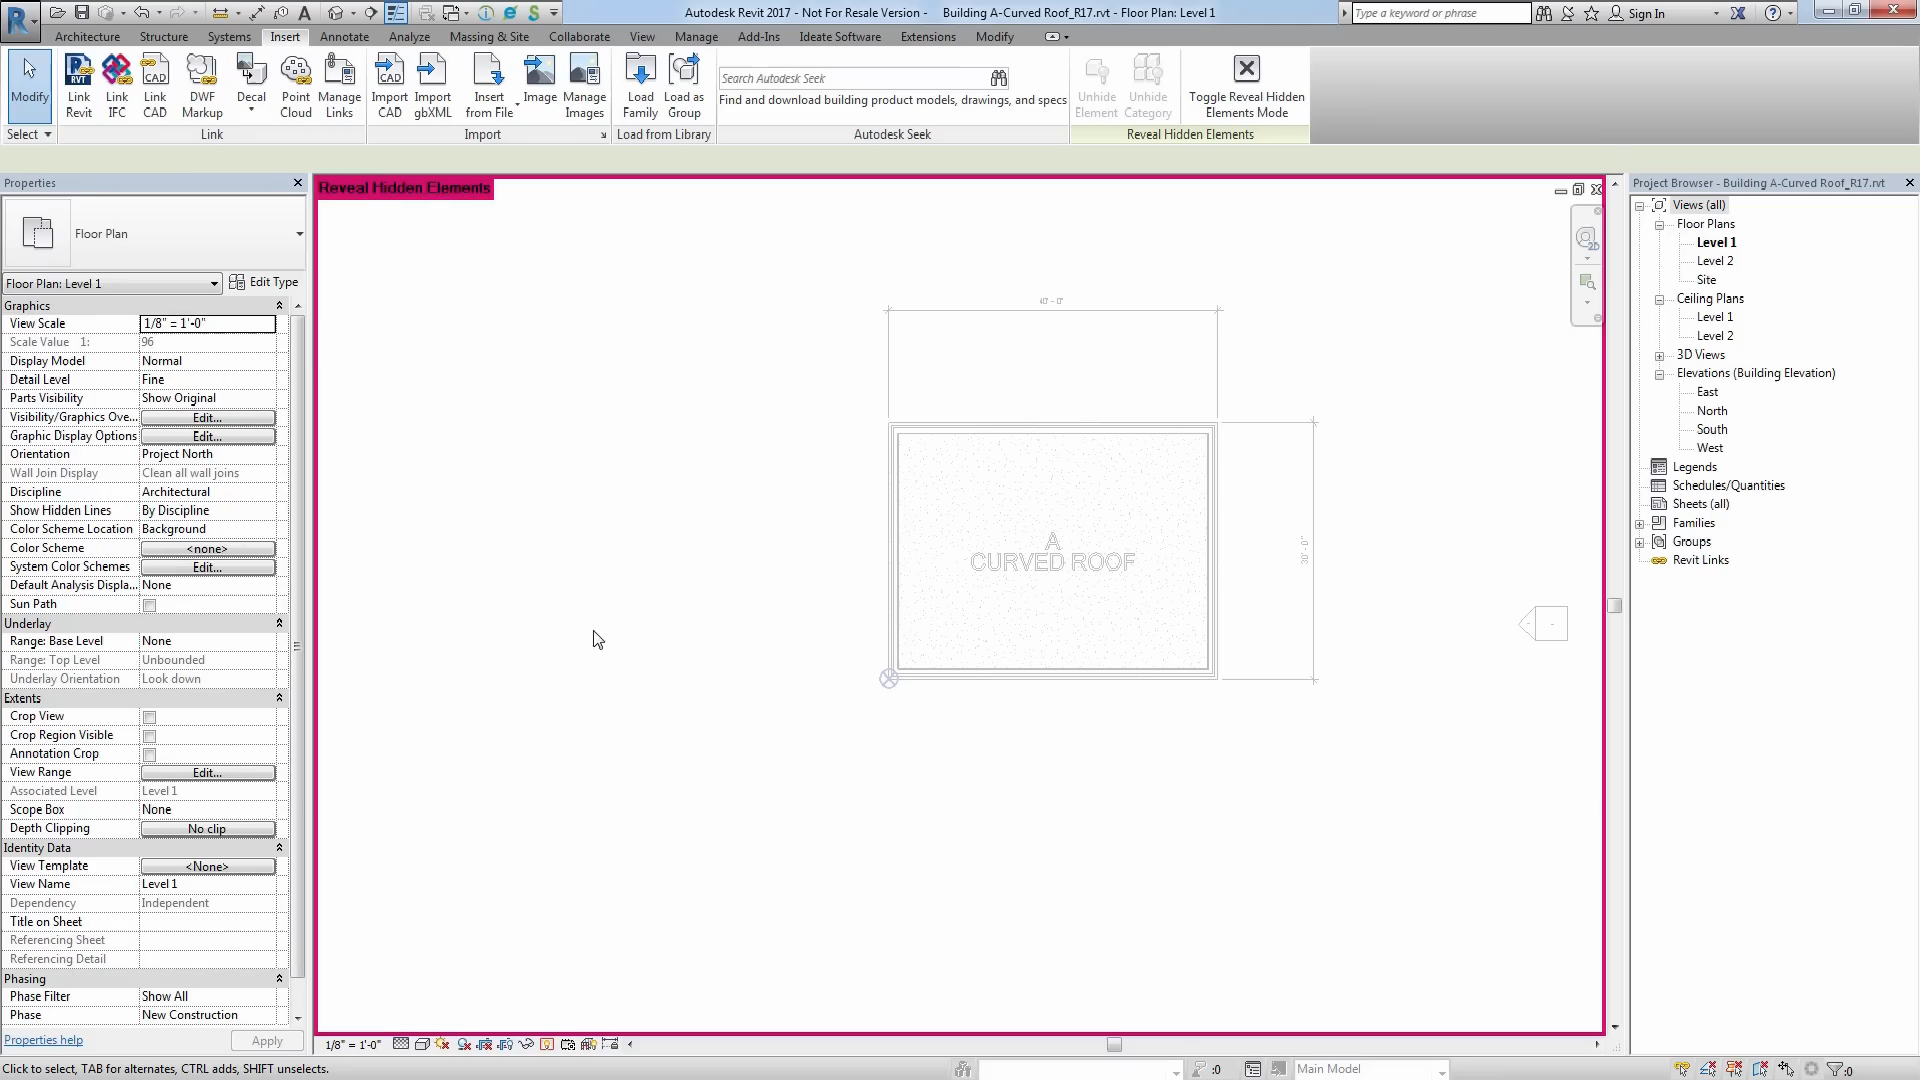 Autodesk Revit 2017 - Not For Resale Version - Building A-Curved Roof_R17.rvt - Floor Plan: Level 1
Type a keyword or phrase
Sign In
Architecture Structure Systems Insert Annotate Analyze Massing & Site Collaborate View Manage Add-Ins Ideate Software Extensions Modify
Modify
Link Revit
Link IFC
Link CAD
DWF Markup
Decal
Point Cloud
Manage Links
Import CAD
Import gbXML
Insert from File
Image
Manage Images
Load Family
Load as Group
Search Autodesk Seek
Find and download building product models, drawings, and specs
Unhide Element
Unhide Category
Toggle Reveal Hidden Elements Mode
Select
Link
Import
Load from Library
Autodesk Seek
Reveal Hidden Elements
Properties
Floor Plan
Floor Plan: Level 1
Edit Type
Graphics
View Scale 1/8" = 1'-0"
Scale Value 1: 96
Display Model Normal
Detail Level Fine
Parts Visibility Show Original
Visibility/Graphics Ove... Edit...
Graphic Display Options Edit...
Orientation Project North
Wall Join Display Clean all wall joins
Discipline Architectural
Show Hidden Lines By Discipline
Color Scheme Location Background
Color Scheme <none>
System Color Schemes Edit...
Default Analysis Displa... None
Sun Path
Underlay
Range: Base Level None
Range: Top Level Unbounded
Underlay Orientation Look down
Extents
Crop View
Crop Region Visible
Annotation Crop
View Range Edit...
Associated Level Level 1
Scope Box None
Depth Clipping No clip
Identity Data
View Template <None>
View Name Level 1
Dependency Independent
Title on Sheet
Referencing Sheet
Referencing Detail
Phasing
Phase Filter Show All
Phase New Construction
Properties help
Apply
Reveal Hidden Elements
40' - 0"
30' - 0"
A
CURVED ROOF
1/8" = 1'-0"
Project Browser - Building A-Curved Roof_R17.rvt
Views (all)
Floor Plans
Level 1
Level 2
Site
Ceiling Plans
Level 1
Level 2
3D Views
Elevations (Building Elevation)
East
North
South
West
Legends
Schedules/Quantities
Sheets (all)
Families
Groups
Revit Links
Click to select, TAB for alternates, CTRL adds, SHIFT unselects.
:0
Main Model
:0